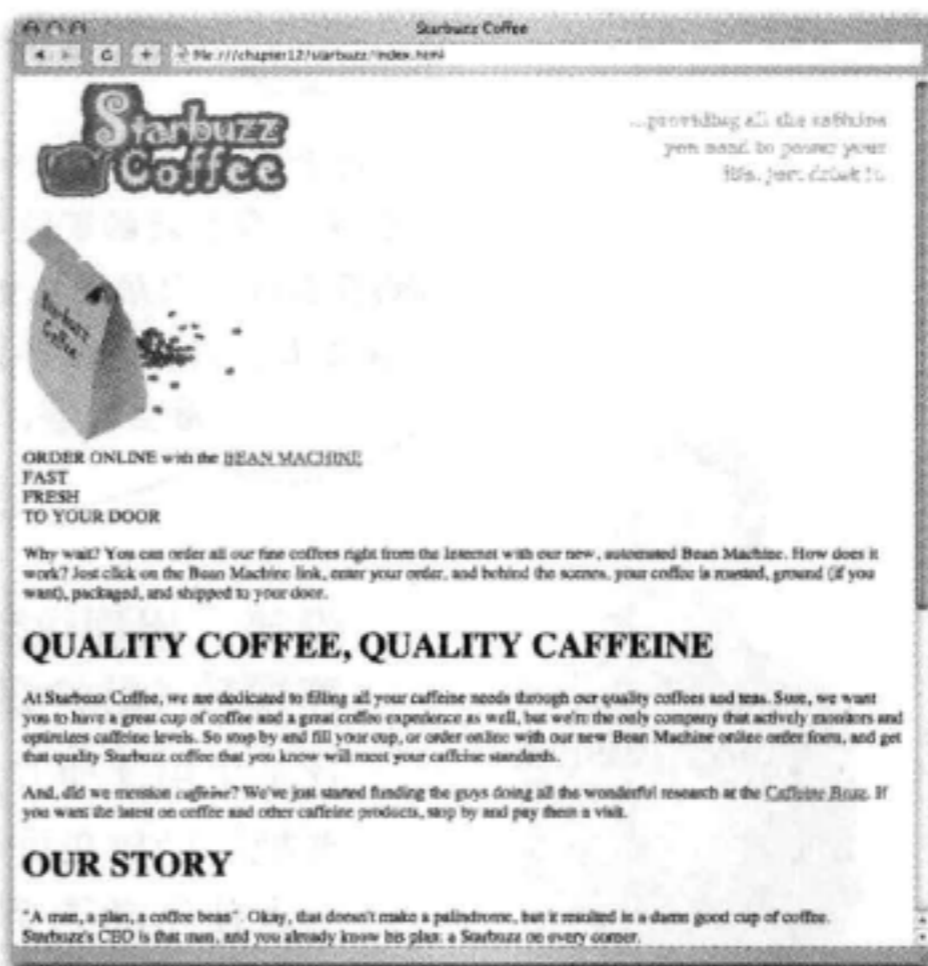 Starbuzz Coffee
file:///chapter12/starbuzz/index.html
Starbuzz
Coffee
...providing all the caffeine
you need to power your
life. just drink it.
Starbuzz
Coffee
ORDER ONLINE with the BEAN MACHINE
FAST
FRESH
TO YOUR DOOR
Why wait? You can order all our fine coffees right from the Internet with our new, automated Bean Machine. How does it
work? Just click on the Bean Machine link, enter your order, and behind the scenes, your coffee is roasted, ground (if you
want), packaged, and shipped to your door.
QUALITY COFFEE, QUALITY CAFFEINE
At Starbuzz Coffee, we are dedicated to filling all your caffeine needs through our quality coffees and teas. Sure, we want
you to have a great cup of coffee and a great coffee experience as well, but we're the only company that actively monitors and
optimizes caffeine levels. So stop by and fill your cup, or order online with our new Bean Machine online order form, and get
that quality Starbuzz coffee that you know will meet your caffeine standards.
And, did we mention caffeine? We've just started funding the guys doing all the wonderful research at the Caffeine Buzz. If
you want the latest on coffee and other caffeine products, stop by and pay them a visit.
OUR STORY
"A man, a plan, a coffee bean". Okay, that doesn't make a palindrome, but it resulted in a damn good cup of coffee.
Starbuzz's CEO is that man, and you already know his plan: a Starbuzz on every corner.